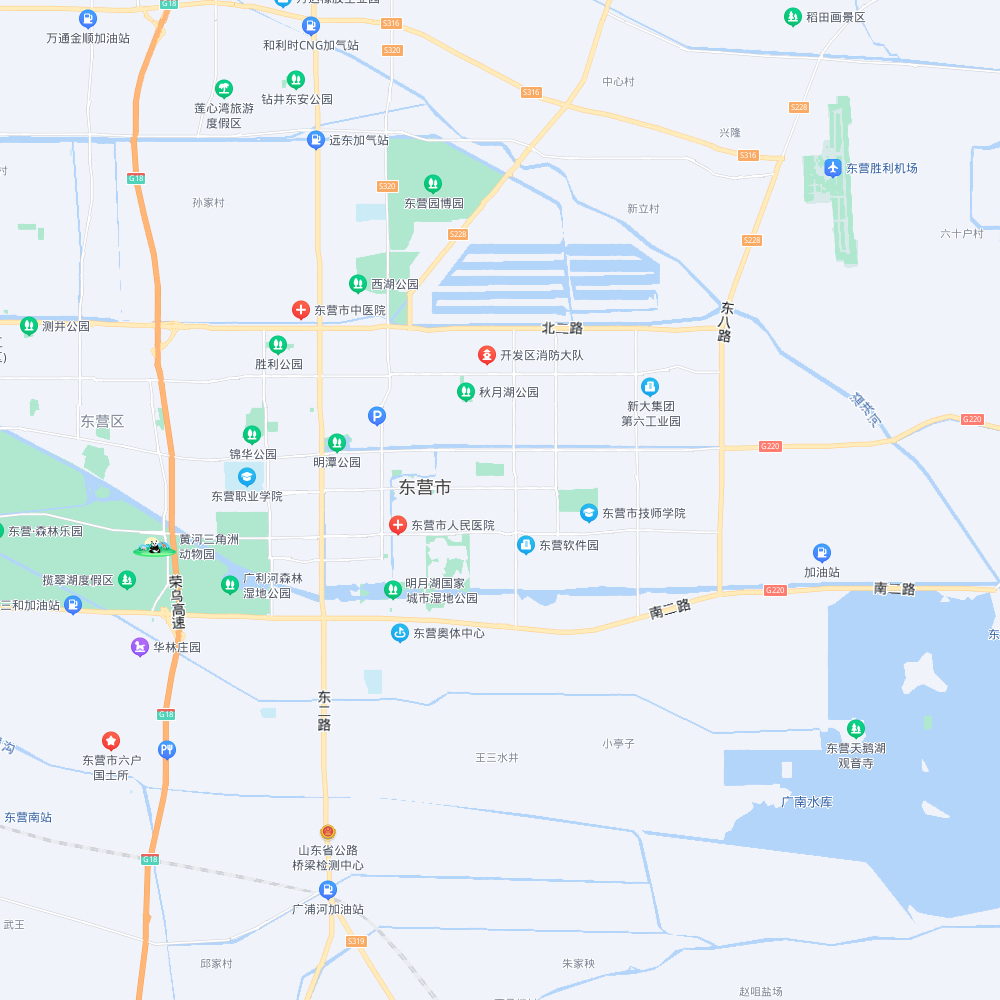 G18
万通金顺加油站
和利时CNG加气站
S316
S320
稻田画景区
中心村
钻井东安公园
莲心湾旅游
度假区
S316
S228
兴隆
远东加气站
S316
村
G18
S320
东营园博园
东营胜利机场
孙家村
新立村
六十户村
S228
S228
西湖公园
东营市中医院
东八路
测井公园
北二路
胜利公园
开发区消防大队
秋月湖公园
新大集团
第六工业园
P
东营区
溢洪河
G220
锦华公园
明潭公园
G220
东营职业学院
东营市
东营市技师学院
东营·森林乐园
东营市人民医院
黄河三角洲
动物园
东营软件园
加油站
揽翠湖度假区
荣乌高速
广利河森林
湿地公园
明月湖国家
城市湿地公园
G220
南二路
三和加油站
南二路
东营奥体中心
东
华林庄园
东二路
G18
东营市六户
国土所
王三水井
小亭子
东营天鹅湖
观音寺
沟
广南水库
东营南站
山东省公路
桥梁检测中心
G18
广浦河加油站
武王
S319
邱家村
朱家秧
赵咀盐场